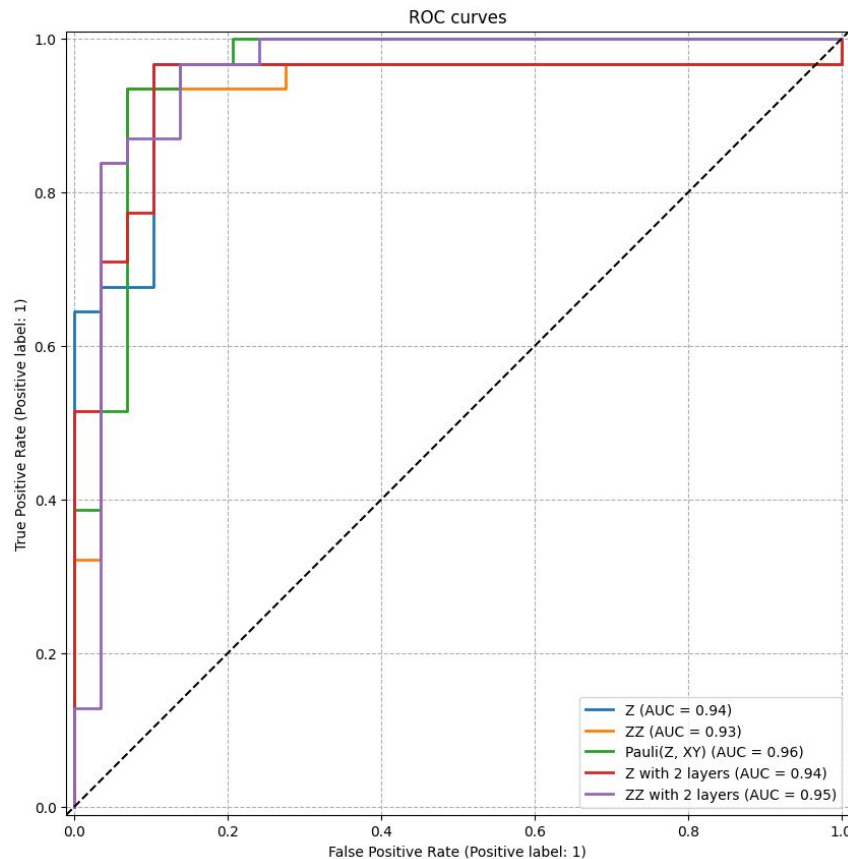 ROC curves
True Positive Rate (Positive label: 1)
1.0
0.8
0.6
0.4
0.2
0.0
Z (AUC = 0.94)
ZZ (AUC = 0.93)
Pauli(Z, XY) (AUC = 0.96)
Z with 2 layers (AUC = 0.94)
ZZ with 2 layers (AUC = 0.95)
0.0 0.2 0.4 0.6 0.8 1.0
False Positive Rate (Positive label: 1)